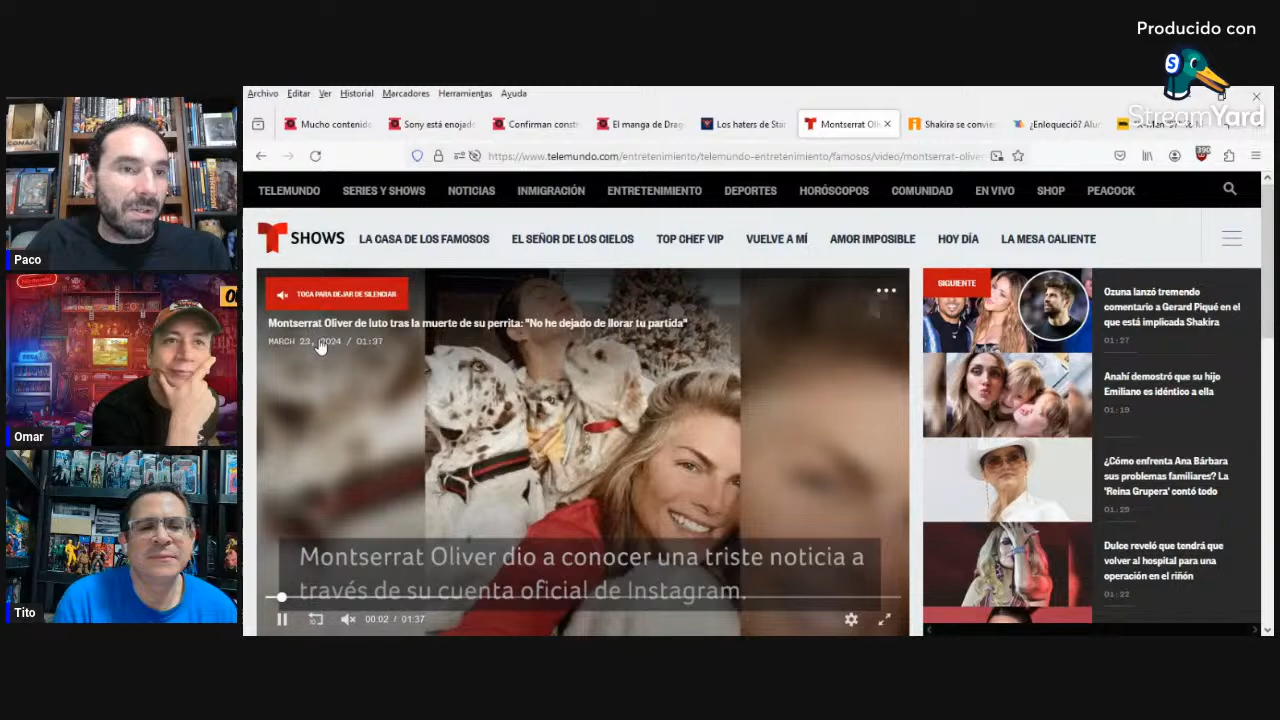 Producido con
StreamYard
Archivo Editar Ver Historial Marcadores Herramientas Ayuda
Mucho contenido
Sony está enojad
Confirman const
El manga de Drag
Los haters de Star
Montserrat Oli
Shakira se convie
¿Enloqueció? Alu
https://www.telemundo.com/entretenimiento/telemundo-entretenimiento/famosos/video/montserrat-oliver
390
TELEMUNDO SERIES Y SHOWS NOTICIAS INMIGRACIÓN ENTRETENIMIENTO DEPORTES HORÓSCOPOS COMUNIDAD EN VIVO SHOP PEACOCK
SHOWS LA CASA DE LOS FAMOSOS EL SEÑOR DE LOS CIELOS TOP CHEF VIP VUELVE A MÍ AMOR IMPOSIBLE HOY DÍA LA MESA CALIENTE
TOCA PARA DEJAR DE SILENCIAR
Montserrat Oliver de luto tras la muerte de su perrita: "No he dejado de llorar tu partida"
MARCH 23, 2024 / 01:37
Montserrat Oliver dio a conocer una triste noticia a
través de su cuenta oficial de Instagram.
00:02 / 01:37
SIGUIENTE
Ozuna lanzó tremendo
comentario a Gerard Piqué en el
que está implicada Shakira
01:27
Anahí demostró que su hijo
Emiliano es idéntico a ella
01:19
¿Cómo enfrenta Ana Bárbara
sus problemas familiares? La
'Reina Grupera' contó todo
01:29
Dulce reveló que tendrá que
volver al hospital para una
operación en el riñón
01:22
Paco
Omar
Tito